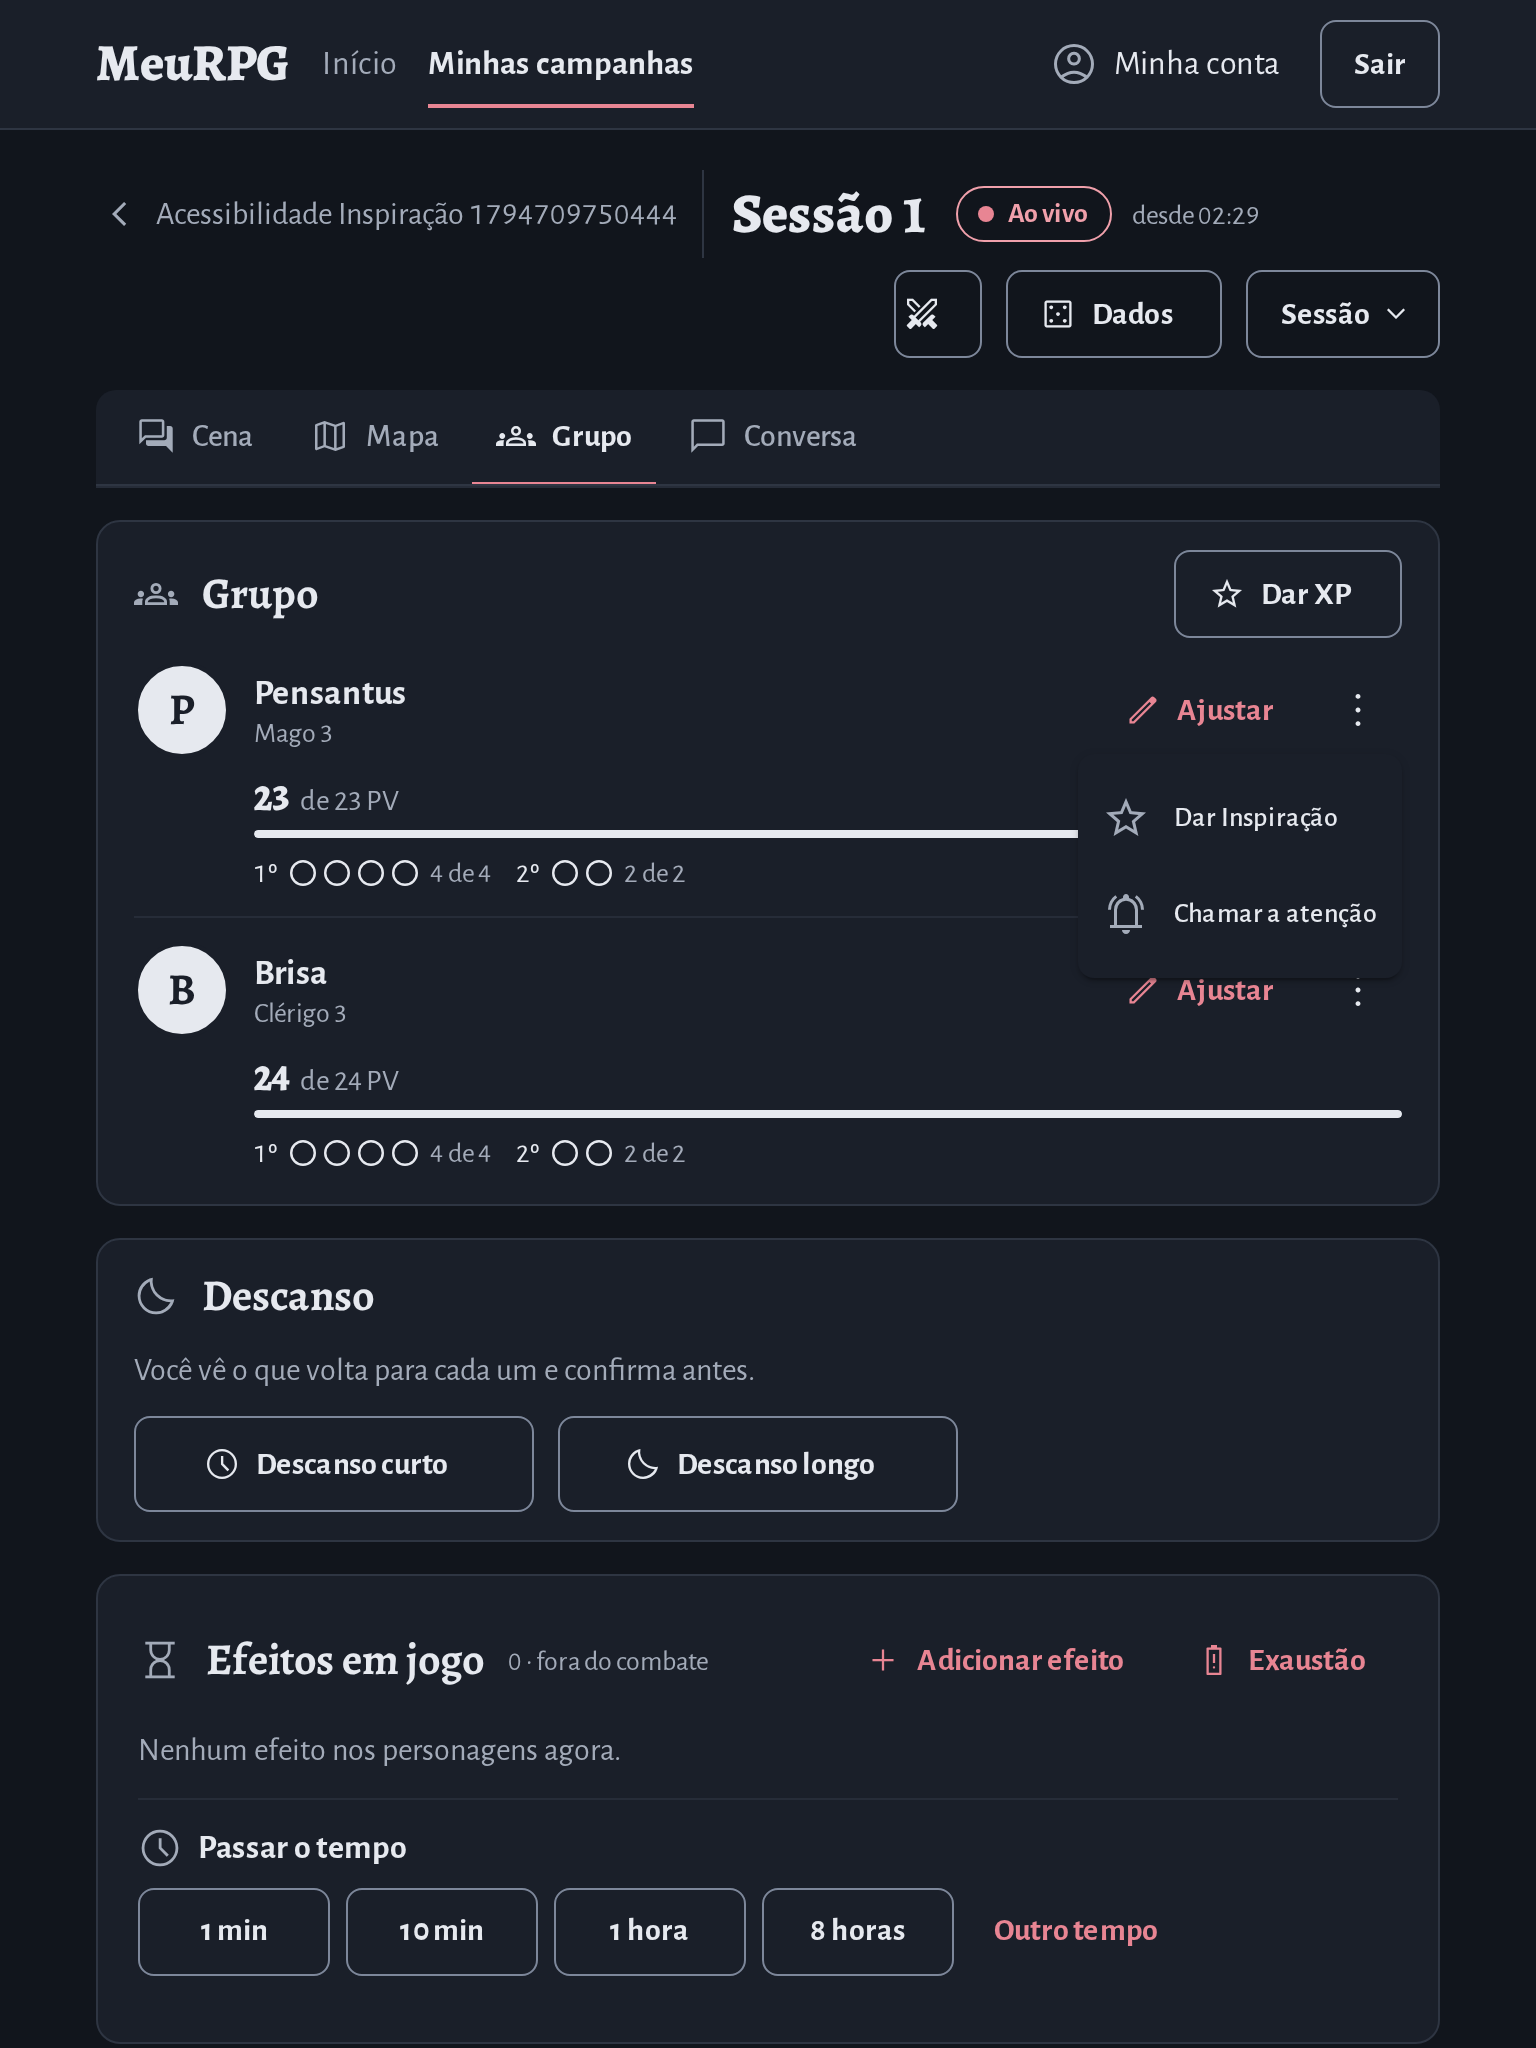 MeuRPG Início Minhas campanhas Minha conta Sair
Acessibilidade Inspiração 1794709750444 Sessão 1 Ao vivo desde 02:29
Dados Sessão
Cena Mapa Grupo Conversa
Grupo Dar XP
P Pensantus Ajustar
Mago 3
23 de 23 PV
Dar Inspiração
1º 4 de 4 2º 2 de 2
Chamar a atenção
B Brisa Ajustar
Clérigo 3
24 de 24 PV
1º 4 de 4 2º 2 de 2
Descanso
Você vê o que volta para cada um e confirma antes.
Descanso curto Descanso longo
Efeitos em jogo 0 · fora do combate Adicionar efeito Exaustão
Nenhum efeito nos personagens agora.
Passar o tempo
1 min 10 min 1 hora 8 horas Outro tempo